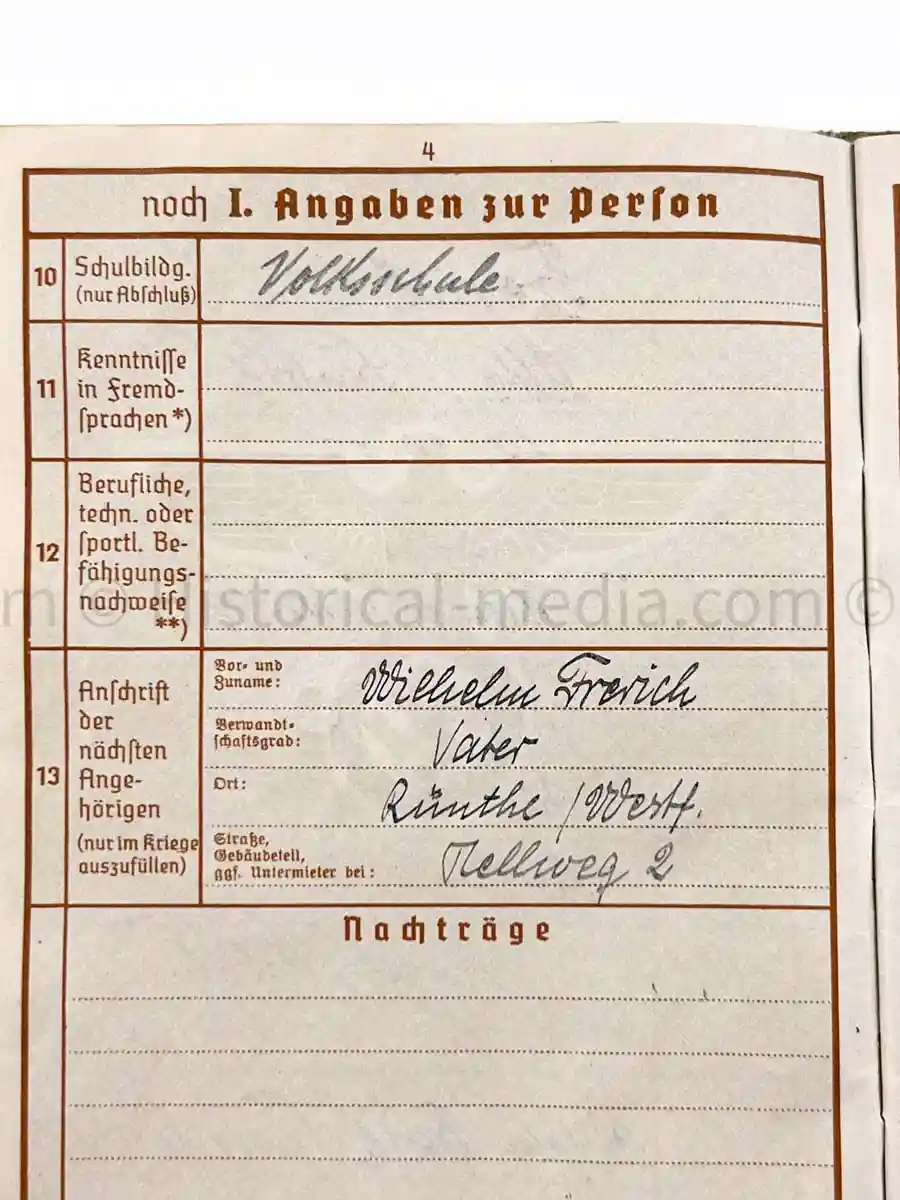 4
noch I. Angaben zur Person
10 Schulbildg. (nur Abschluß) Volksschule
11 Kenntnisse in Fremd-
sprachen *)
12 Berufliche,
techn. oder
sportl. Be-
fähigungs-
nachweise
**)
13 Anschrift
der
nächsten
Ange-
hörigen
(nur im Kriege
auszufüllen)
Vor- und
Zuname: Wilhelm Frerich
Verwandt-
schaftsgrad: Vater
Ort: Rünthe / Westf.
Straße,
Gebäudeteil,
ggf. Untermieter bei: Hellweg 2
Nachträge
m © Historical-media.com ©